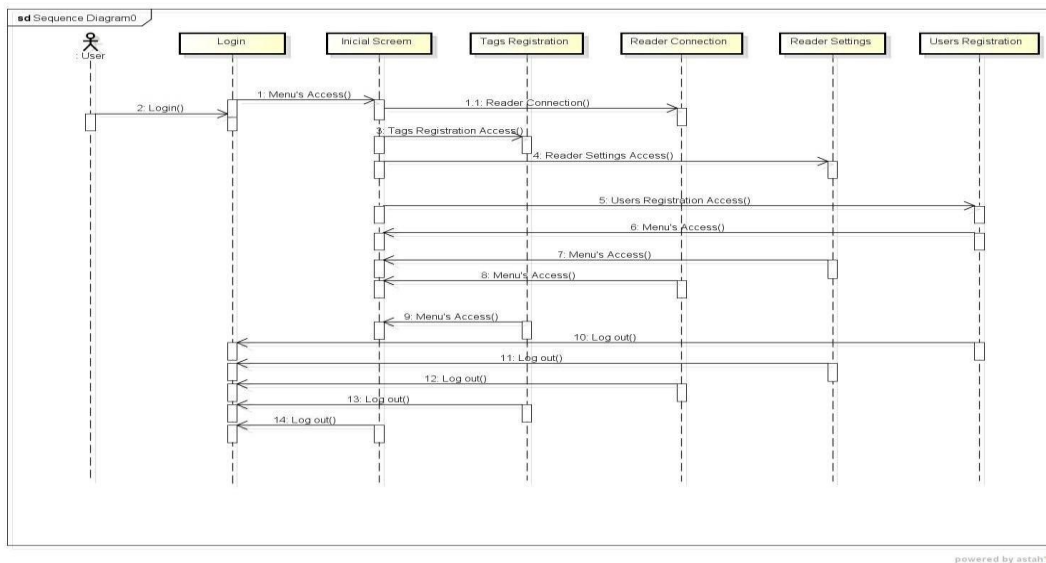 sd Sequence Diagram0
: User
Login
Inicial Screem
Tags Registration
Reader Connection
Reader Settings
Users Registration
1: Menu's Access()
1.1: Reader Connection()
2: Login()
3: Tags Registration Access()
4: Reader Settings Access()
5: Users Registration Access()
6: Menu's Access()
7: Menu's Access()
8: Menu's Access()
9: Menu's Access()
10: Log out()
11: Log out()
12: Log out()
13: Log out()
14: Log out()
powered by astah*